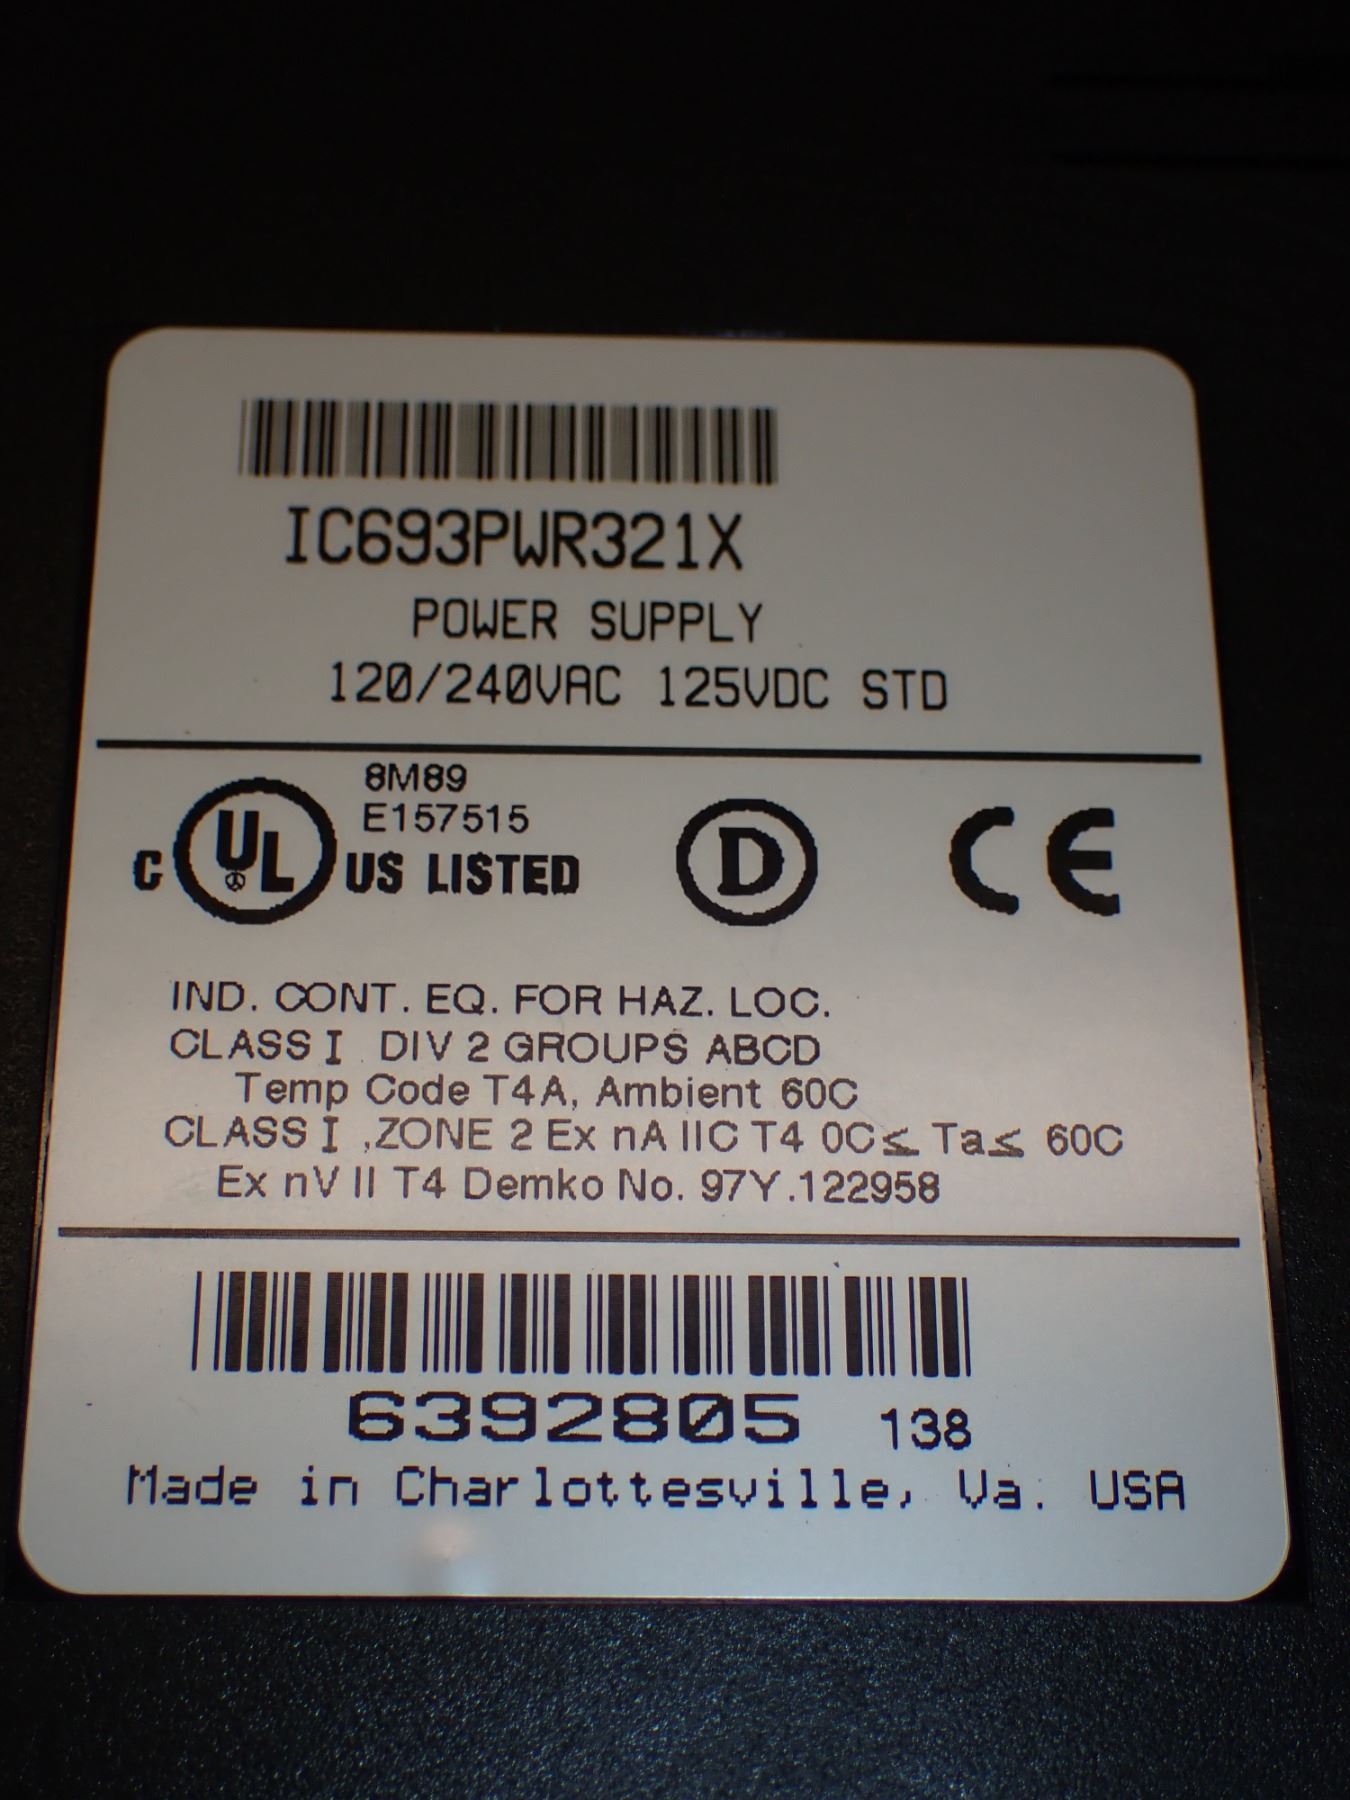 IC693PWR321X
POWER SUPPLY
120/240VAC 125VDC STD
8M89
E157515
C UL US LISTED
D
CE
IND. CONT. EQ. FOR HAZ. LOC.
CLASS I DIV 2 GROUPS ABCD
Temp Code T4A, Ambient 60C
CLASS I ,ZONE 2 Ex nA IIC T4 0C≤ Ta≤ 60C
Ex nV II T4 Demko No. 97Y.122958
6392805 138
Made in Charlottesville, Va. USA